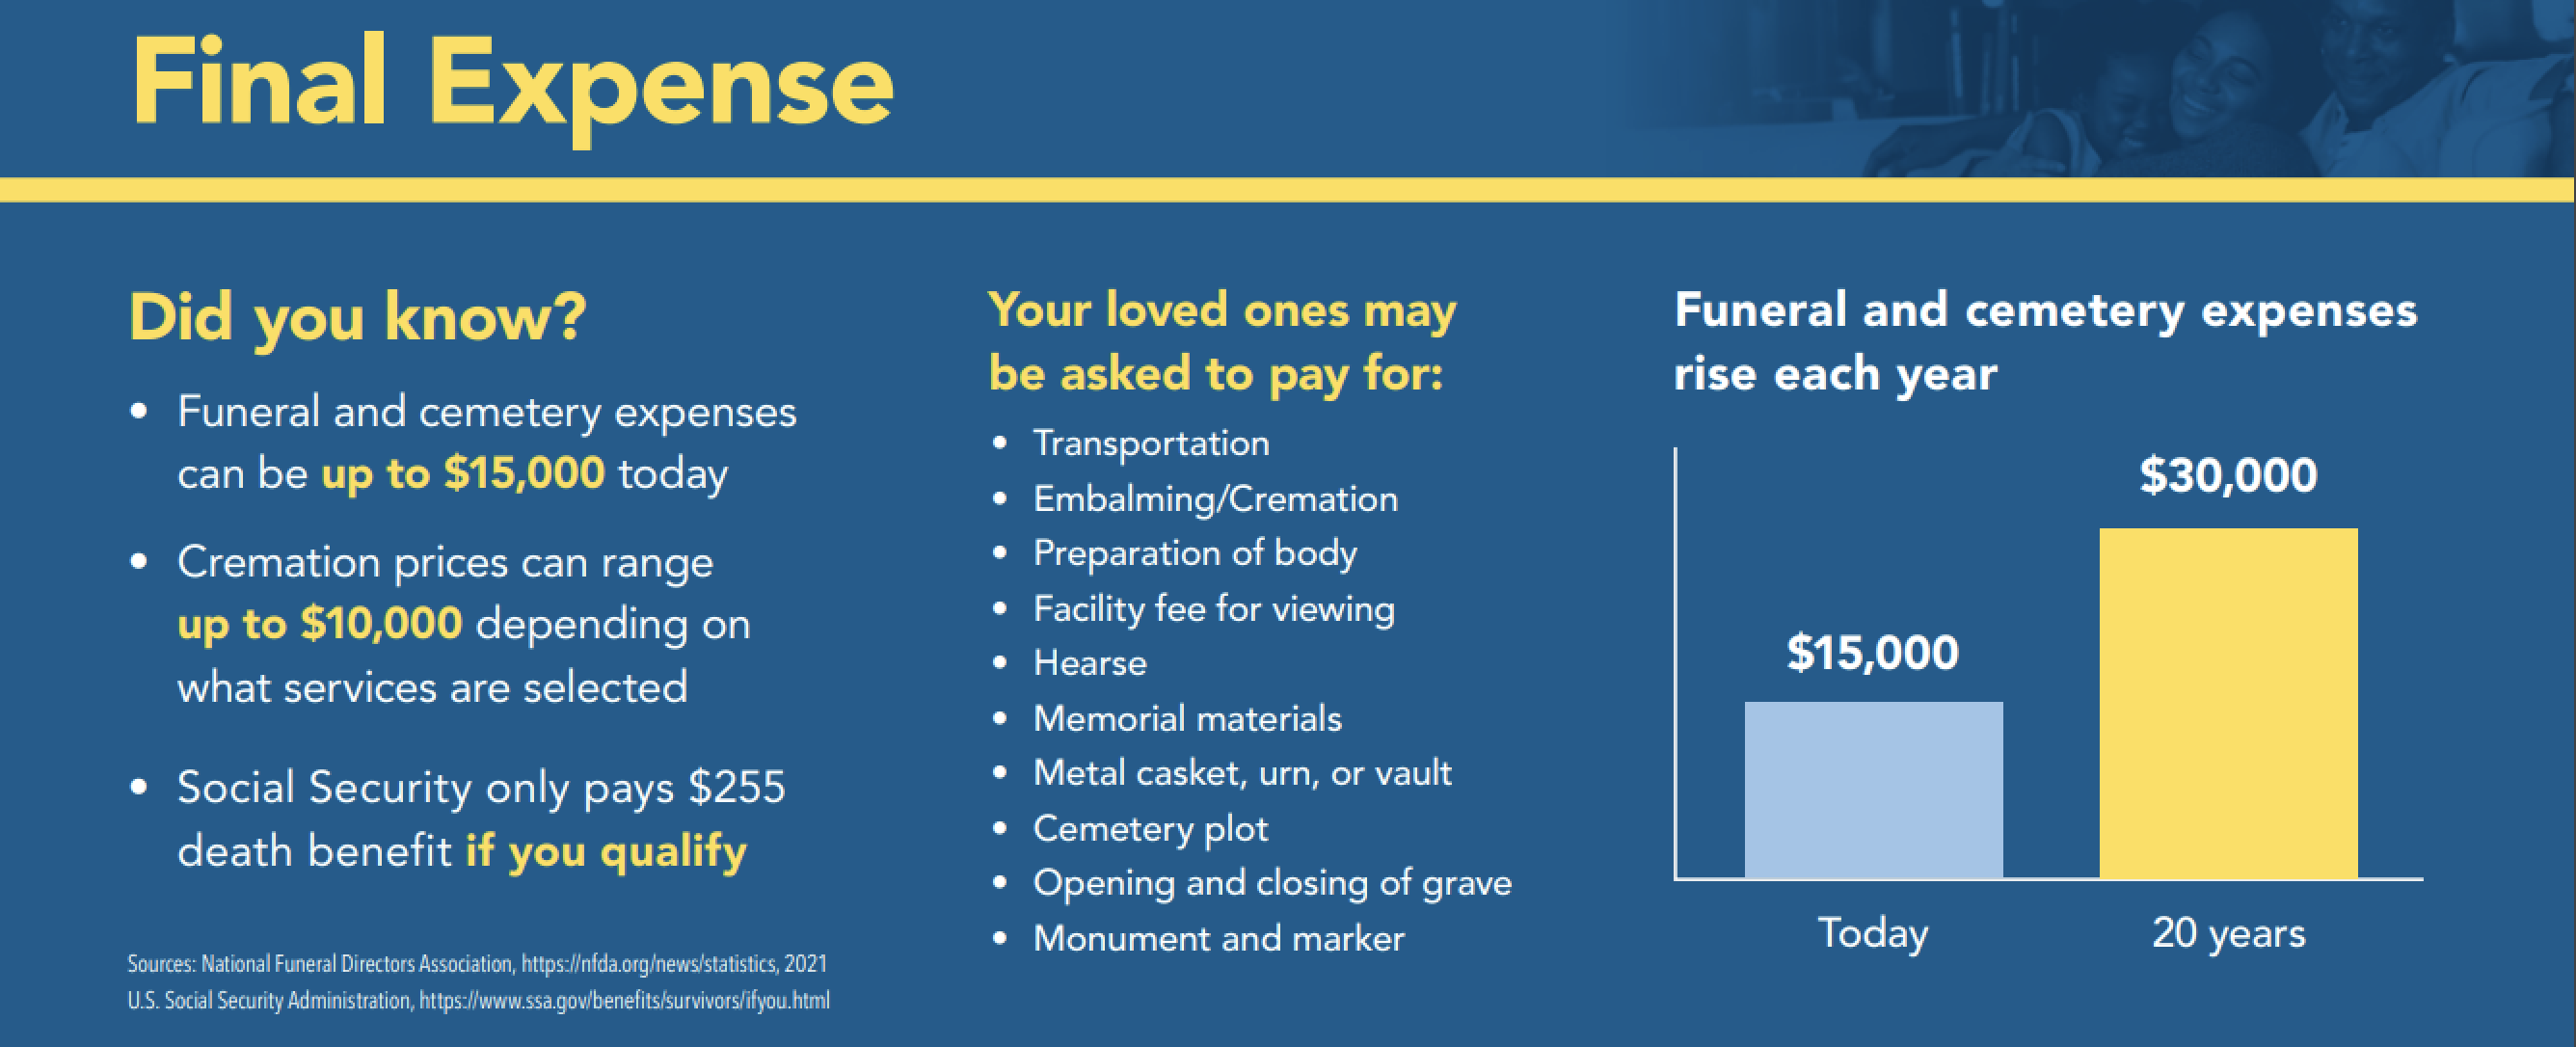 Final Expense
Did you know?
• Funeral and cemetery expenses
can be up to $15,000 today
• Cremation prices can range
up to $10,000 depending on
what services are selected
• Social Security only pays $255
death benefit if you qualify
Sources: National Funeral Directors Association, https://nfda.org/news/statistics, 2021
U.S. Social Security Administration, https://www.ssa.gov/benefits/survivors/ifyou.html
Your loved ones may
be asked to pay for:
• Transportation
• Embalming/Cremation
• Preparation of body
• Facility fee for viewing
• Hearse
• Memorial materials
• Metal casket, urn, or vault
• Cemetery plot
• Opening and closing of grave
• Monument and marker
Funeral and cemetery expenses
rise each year
$30,000
$15,000
Today
20 years